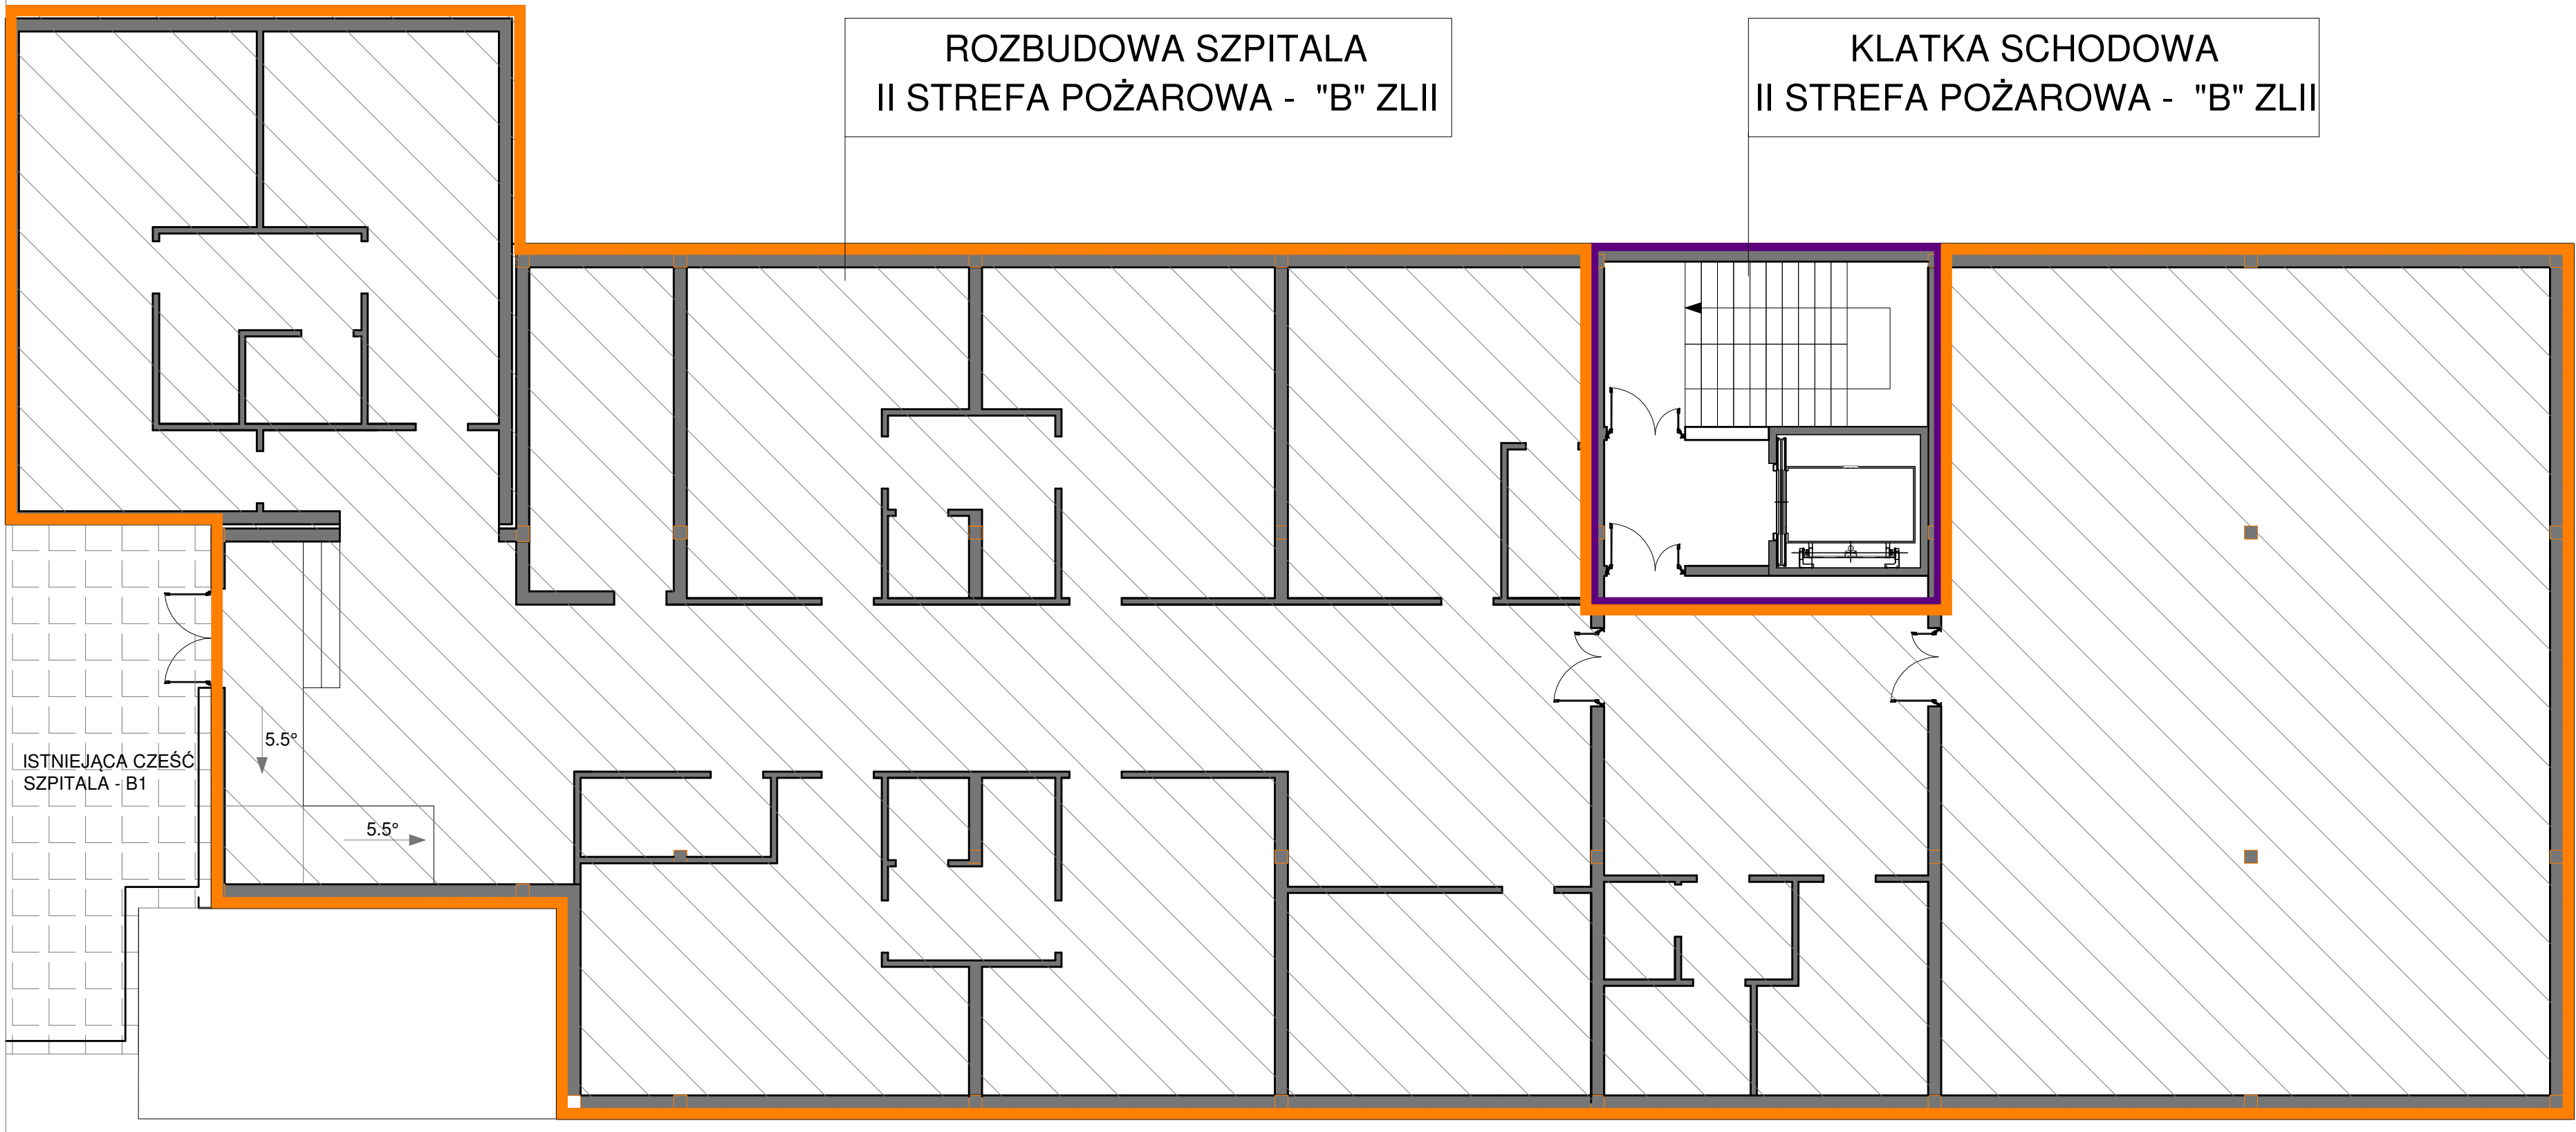 ROZBUDOWA SZPITALA
II STREFA POŻAROWA - "B" ZLII
KLATKA SCHODOWA
II STREFA POŻAROWA - "B" ZLII
5.5°
ISTNIEJĄCA CZEŚĆ
SZPITALA - B1
5.5°